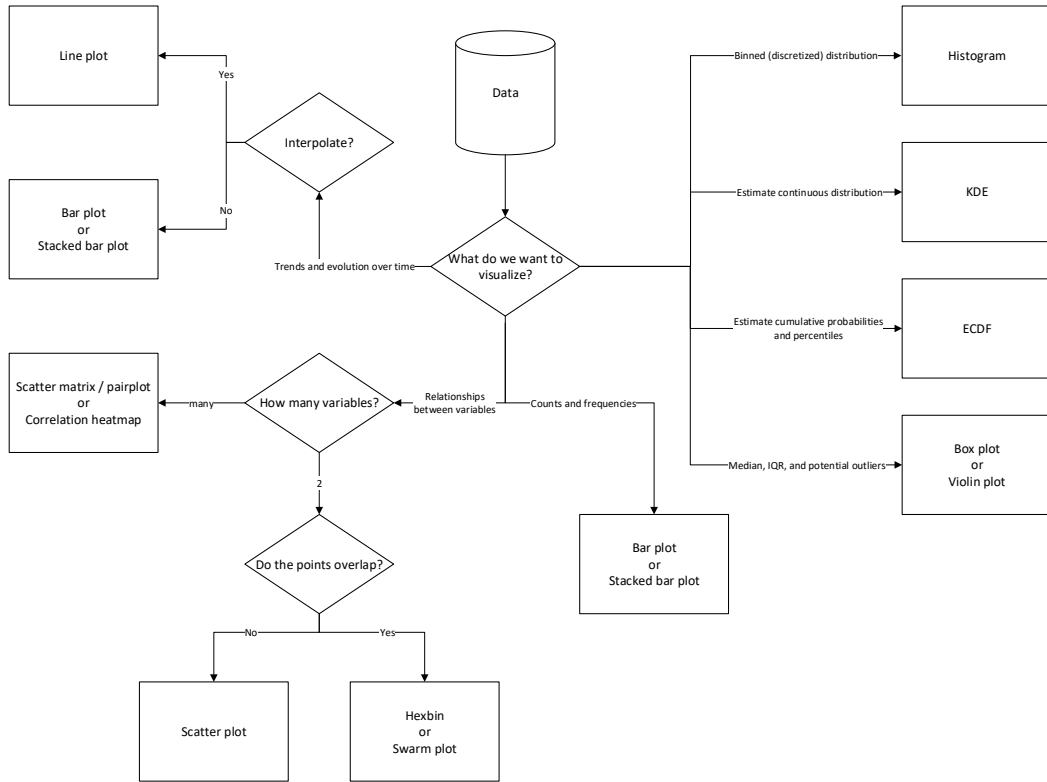 Line plot
Yes
Interpolate?
No
Bar plot
or
Stacked bar plot
Data
What do we want to
visualize?
Trends and evolution over time
Binned (discretized) distribution
Histogram
Estimate continuous distribution
KDE
Estimate cumulative probabilities
and percentiles
ECDF
Median, IQR, and potential outliers
Box plot
or
Violin plot
Counts and frequencies
Bar plot
or
Stacked bar plot
Relationships
between variables
How many variables?
many
Scatter matrix / pairplot
or
Correlation heatmap
2
Do the points overlap?
No
Yes
Scatter plot
Hexbin
or
Swarm plot